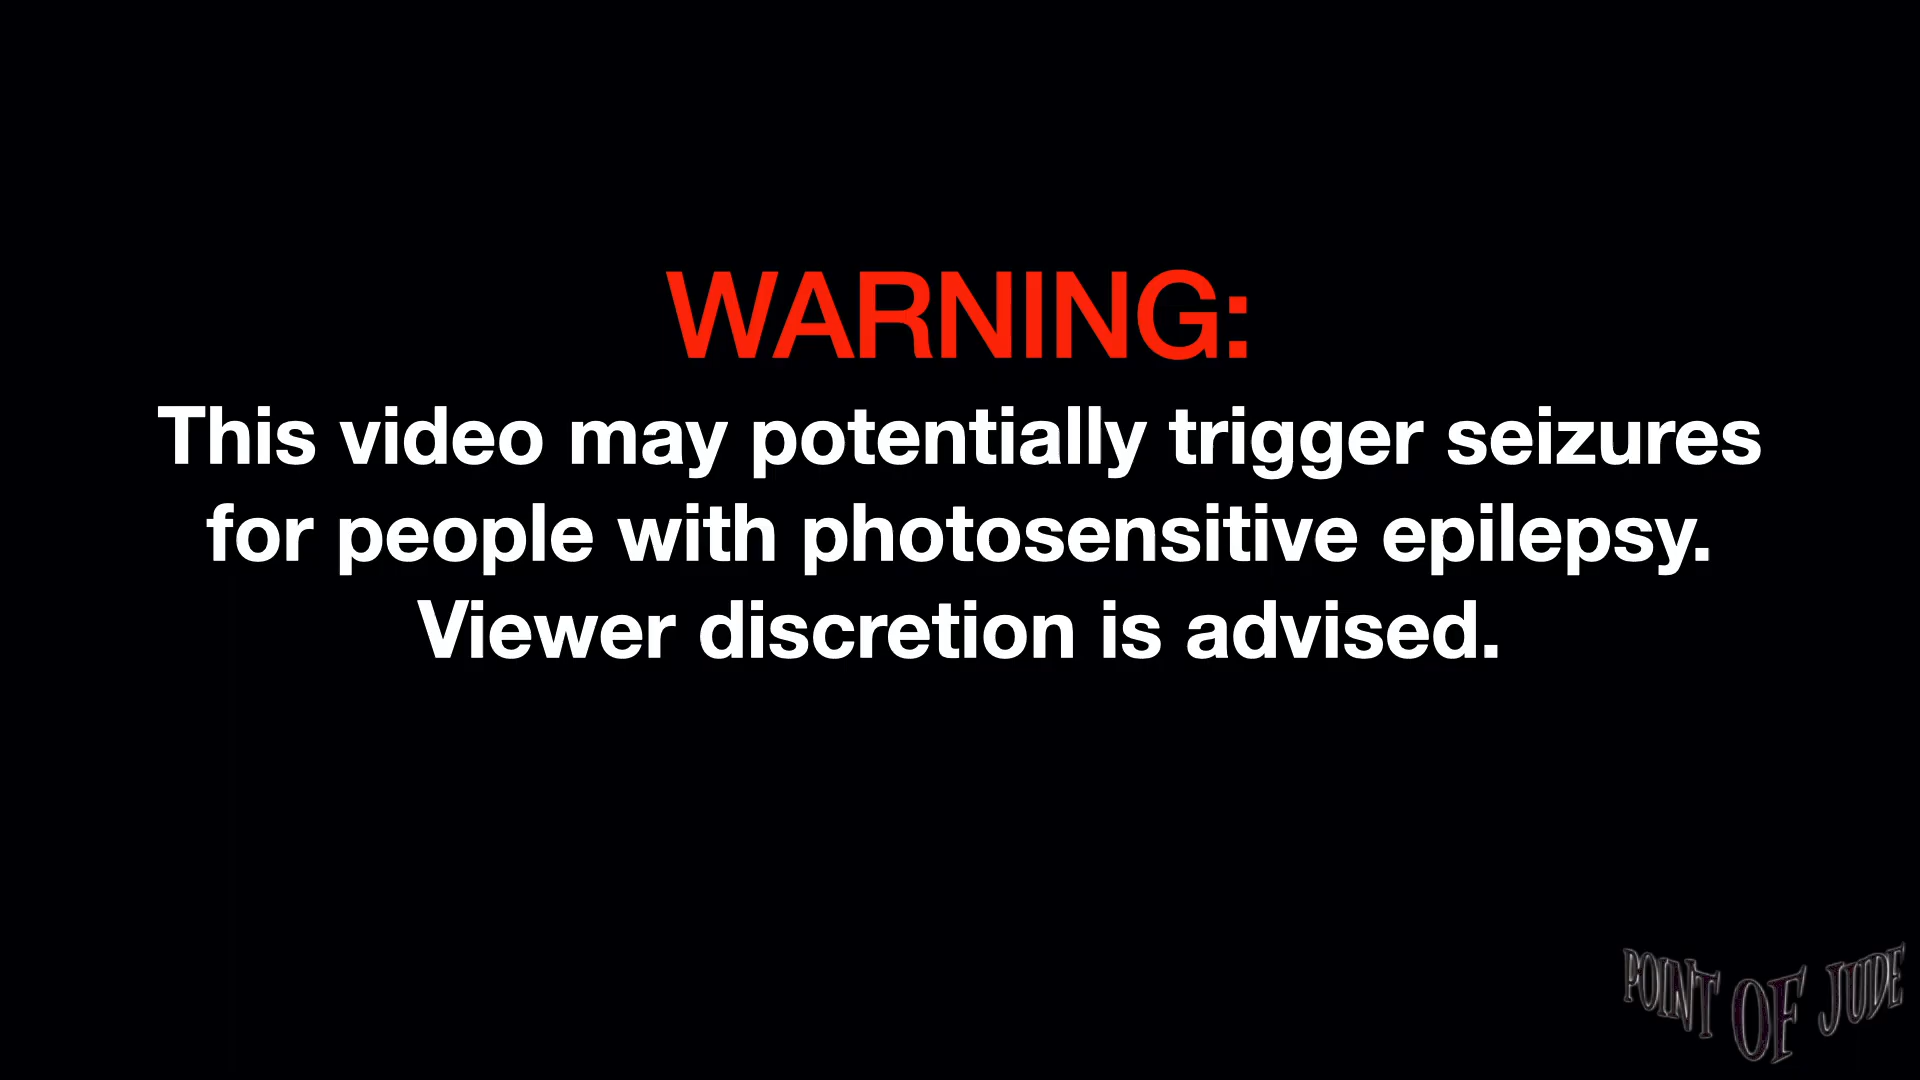 WARNING:
This video may potentially trigger seizures
for people with photosensitive epilepsy.
Viewer discretion is advised.
POINT OF JUDE